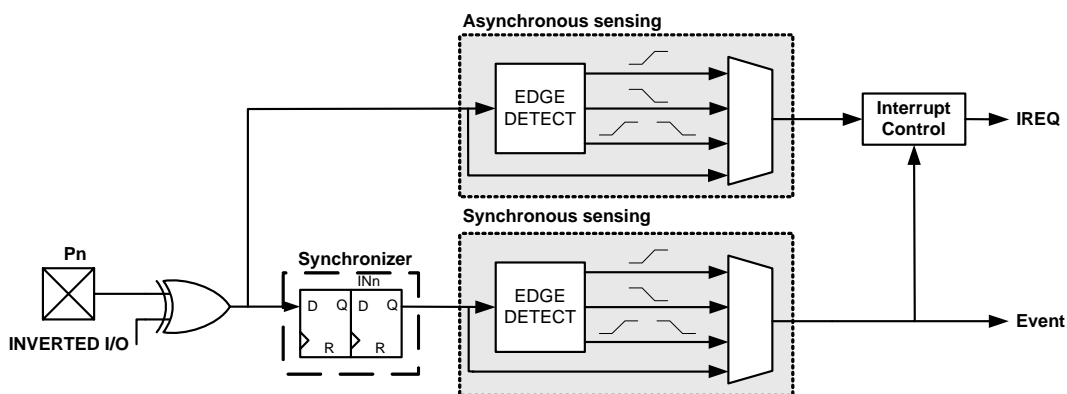 Asynchronous sensing
EDGE
DETECT
Interrupt
Control
IREQ
Synchronous sensing
Pn
Synchronizer
INn
D Q D Q
R R
EDGE
DETECT
INVERTED I/O
Event